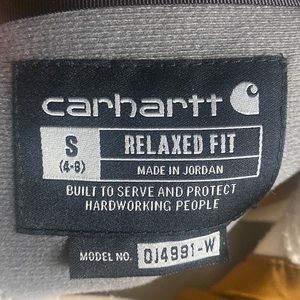 carhartt
S
(4-6)
RELAXED FIT
MADE IN JORDAN
BUILT TO SERVE AND PROTECT
HARDWORKING PEOPLE
MODEL NO. OJ4991-W